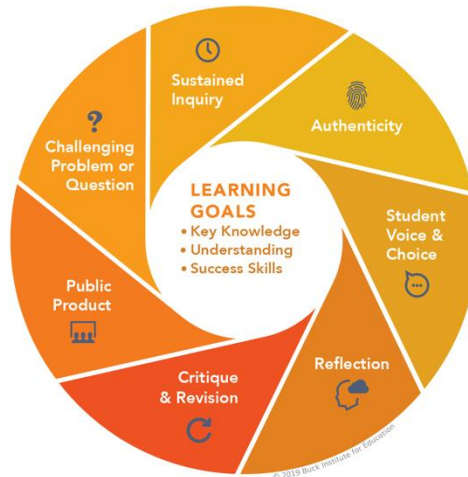 Sustained
Inquiry
Authenticity
Student
Voice &
Choice
Reflection
Critique
& Revision
Public
Product
?
Challenging
Problem or
Question
LEARNING
GOALS
• Key Knowledge
• Understanding
• Success Skills
© 2019 Buck Institute for Education